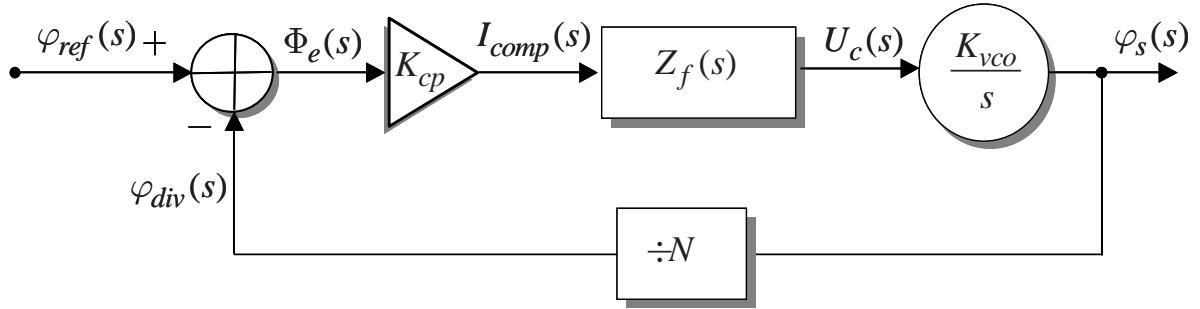 φref(s) +
Φe(s)
Kcp
Icomp(s)
Zf(s)
Uc(s)
Kvco
s
φs(s)
−
φdiv(s)
÷N